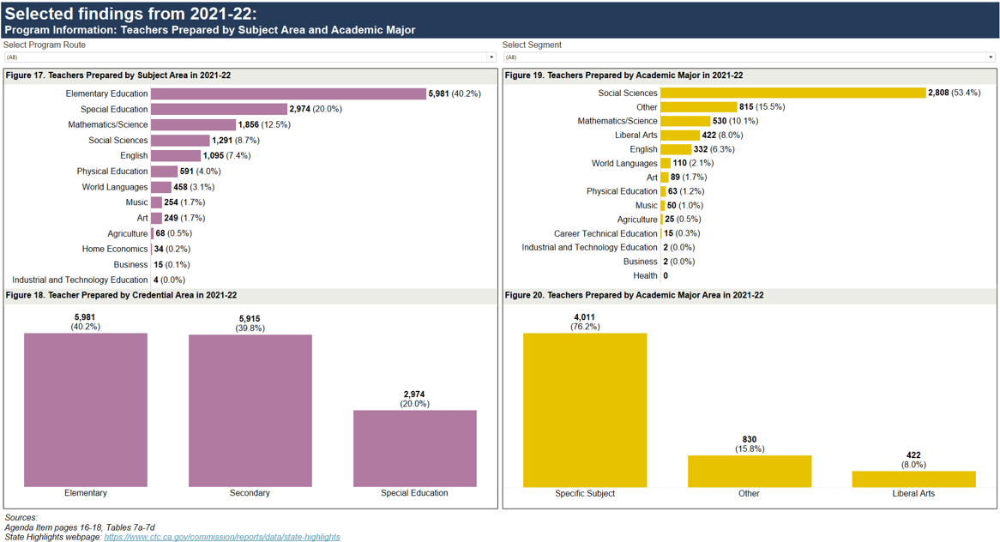 Selected findings from 2021-22:
Program Information: Teachers Prepared by Subject Area and Academic Major
Select Program Route
(All)
Select Segment
(All)
Figure 17. Teachers Prepared by Subject Area in 2021-22
Elementary Education 5,981 (40.2%)
Special Education 2,974 (20.0%)
Mathematics/Science 1,856 (12.5%)
Social Sciences 1,291 (8.7%)
English 1,095 (7.4%)
Physical Education 591 (4.0%)
World Languages 458 (3.1%)
Music 254 (1.7%)
Art 249 (1.7%)
Agriculture 68 (0.5%)
Home Economics 34 (0.2%)
Business 15 (0.1%)
Industrial and Technology Education 4 (0.0%)
Figure 19. Teachers Prepared by Academic Major in 2021-22
Social Sciences 2,808 (53.4%)
Other 815 (15.5%)
Mathematics/Science 530 (10.1%)
Liberal Arts 422 (8.0%)
English 332 (6.3%)
World Languages 110 (2.1%)
Art 89 (1.7%)
Physical Education 63 (1.2%)
Music 50 (1.0%)
Agriculture 25 (0.5%)
Career Technical Education 15 (0.3%)
Industrial and Technology Education 2 (0.0%)
Business 2 (0.0%)
Health 0
Figure 18. Teacher Prepared by Credential Area in 2021-22
5,981
(40.2%)
5,915
(39.8%)
2,974
(20.0%)
Elementary Secondary Special Education
Figure 20. Teachers Prepared by Academic Major Area in 2021-22
4,011
(76.2%)
830
(15.8%)
422
(8.0%)
Specific Subject Other Liberal Arts
Sources:
Agenda Item pages 16-18, Tables 7a-7d
State Highlights webpage: https://www.ctc.ca.gov/commission/reports/data/state-highlights